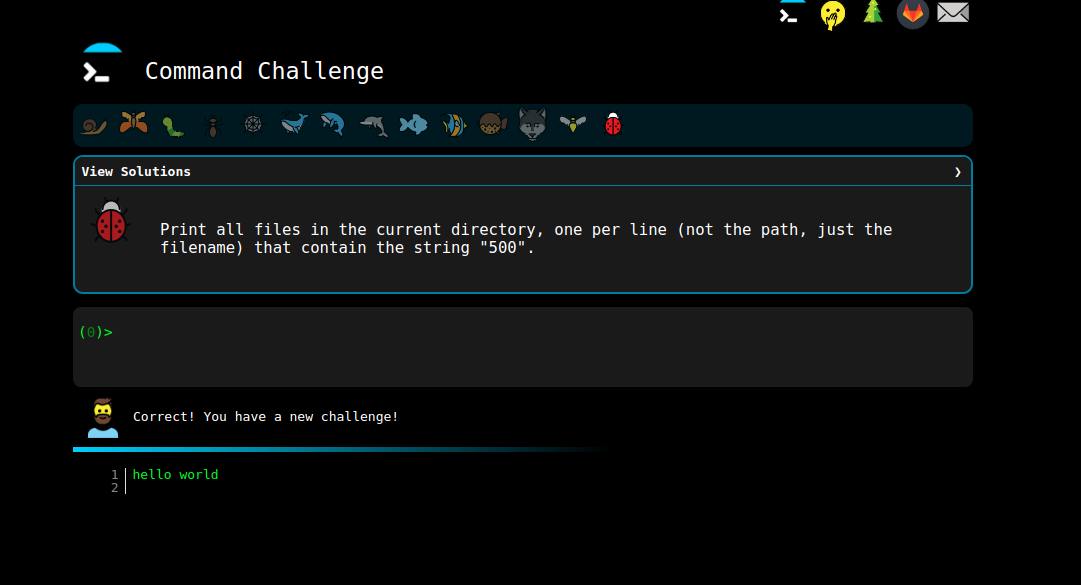 Command Challenge
View Solutions ❯
Print all files in the current directory, one per line (not the path, just the
filename) that contain the string "500".
(0)>
Correct! You have a new challenge!
1 hello world
2